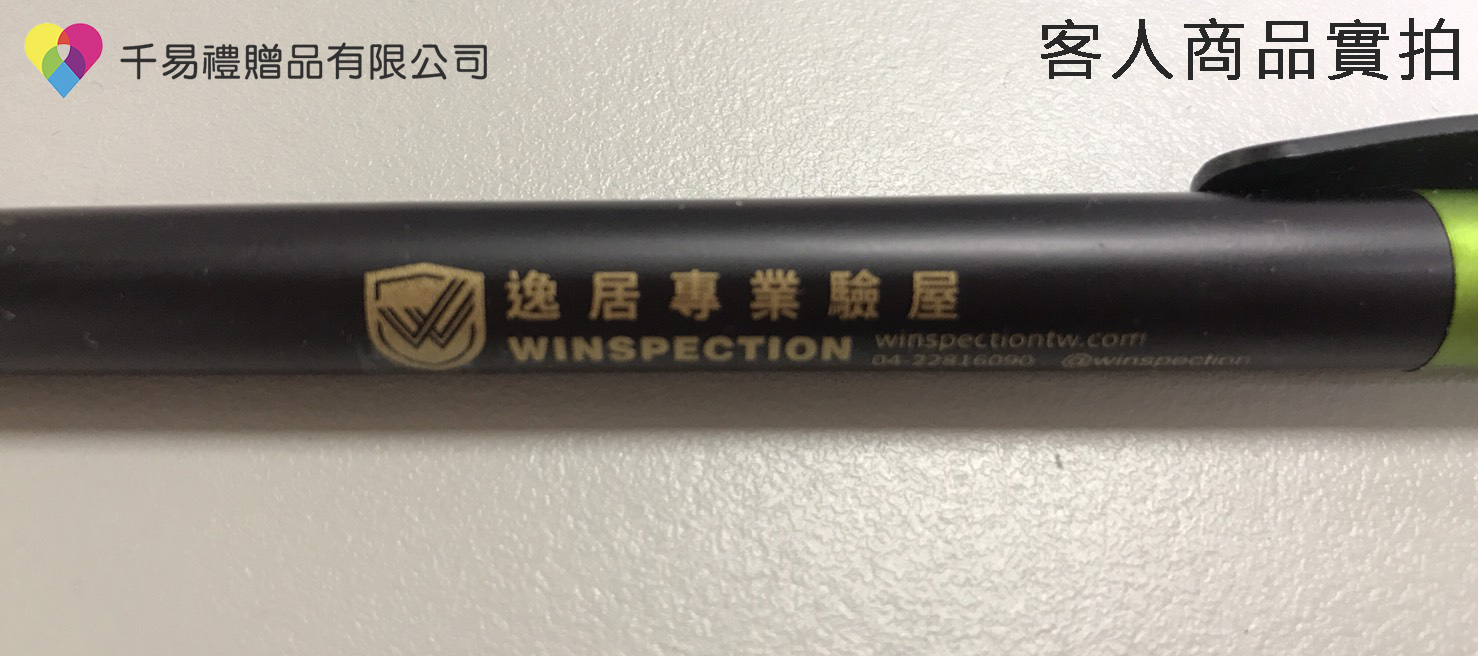 千易禮贈品有限公司
客人商品實拍
逸居專業驗屋
WINSPECTION
winspectiontw.com
04-22816090 @winspection